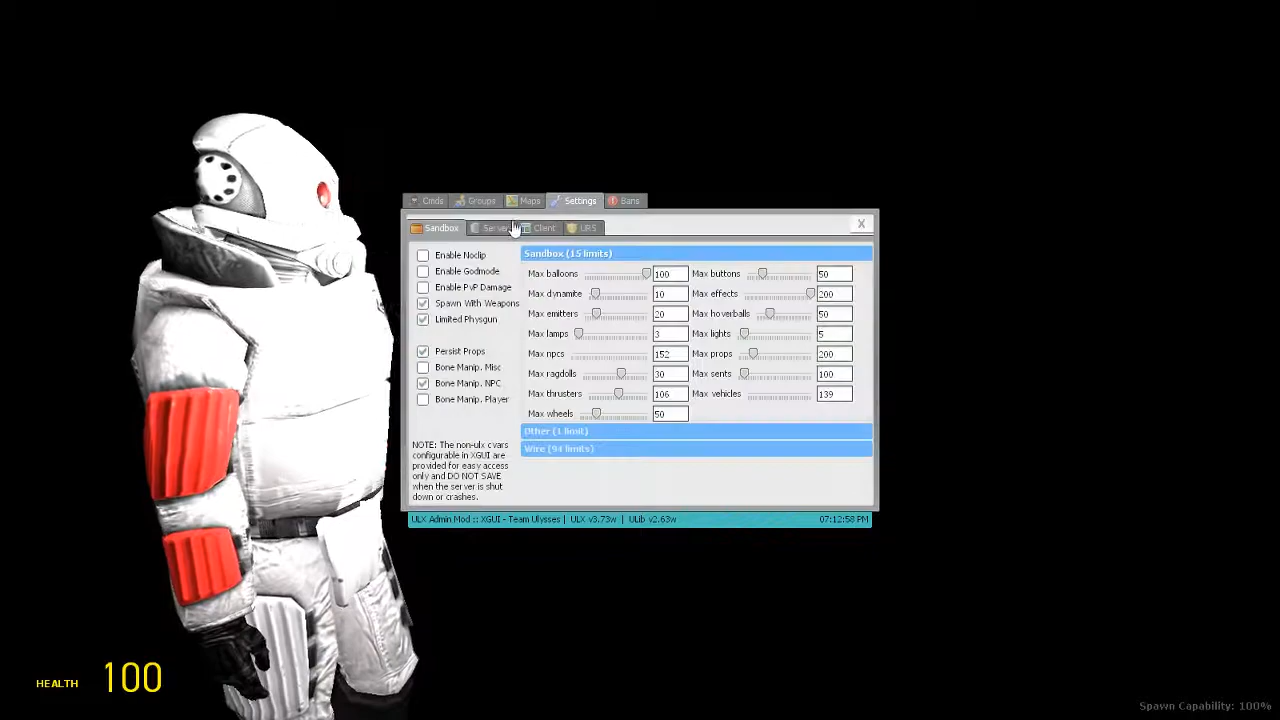 Cmds Groups Maps Settings Bans
Sandbox Server Client URS X
Enable Noclip
Enable Godmode
Enable PvP Damage
Spawn With Weapons
Limited Physgun
Persist Props
Bone Manip. Misc
Bone Manip. NPC
Bone Manip. Player
NOTE: The non-ulx cvars
configurable in XGUI are
provided for easy access
only and DO NOT SAVE
when the server is shut
down or crashes.
Sandbox (15 limits)
Max balloons 100 Max buttons 50
Max dynamite 10 Max effects 200
Max emitters 20 Max hoverballs 50
Max lamps 3 Max lights 5
Max npcs 152 Max props 200
Max ragdolls 30 Max sents 100
Max thrusters 106 Max vehicles 139
Max wheels 50
Other (1 limit)
Wire (94 limits)
ULX Admin Mod :: XGUI - Team Ulysses | ULX v3.73w | ULib v2.63w 07:12:58 PM
HEALTH 100
Spawn Capability: 100%